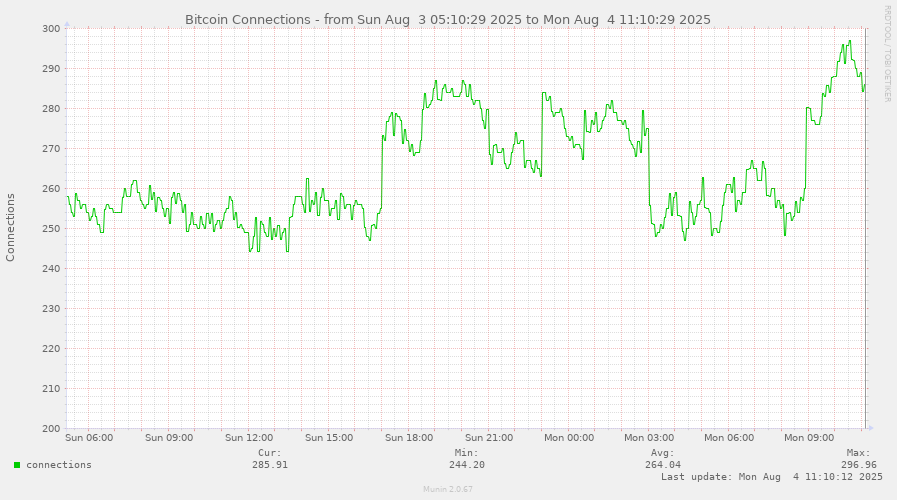 Bitcoin Connections - from Sun Aug  3 05:10:29 2025 to Mon Aug  4 11:10:29 2025
RRDTOOL / TOBI OETIKER
Connections
300
290
280
270
260
250
240
230
220
210
200
Sun 06:00 Sun 09:00 Sun 12:00 Sun 15:00 Sun 18:00 Sun 21:00 Mon 00:00 Mon 03:00 Mon 06:00 Mon 09:00
Cur: Min: Avg: Max:
connections 285.91 244.20 264.04 296.96
Last update: Mon Aug  4 11:10:12 2025
Munin 2.0.67